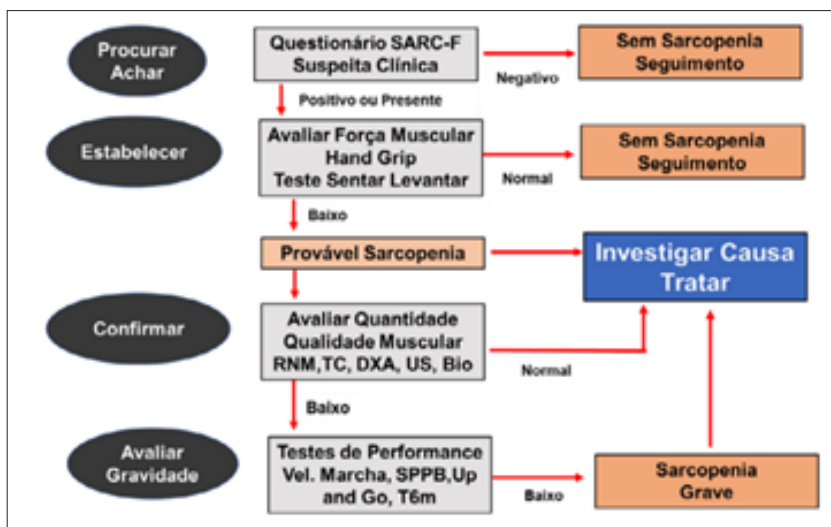 Procurar
Achar
Questionário SARC-F
Suspeita Clínica
Negativo
Sem Sarcopenia
Seguimento
Positivo ou Presente
Estabelecer
Avaliar Força Muscular
Hand Grip
Teste Sentar Levantar
Normal
Sem Sarcopenia
Seguimento
Baixo
Provável Sarcopenia
Investigar Causa
Tratar
Confirmar
Avaliar Quantidade
Qualidade Muscular
RNM,TC, DXA, US, Bio
Normal
Baixo
Avaliar
Gravidade
Testes de Performance
Vel. Marcha, SPPB,Up
and Go, T6m
Baixo
Sarcopenia
Grave